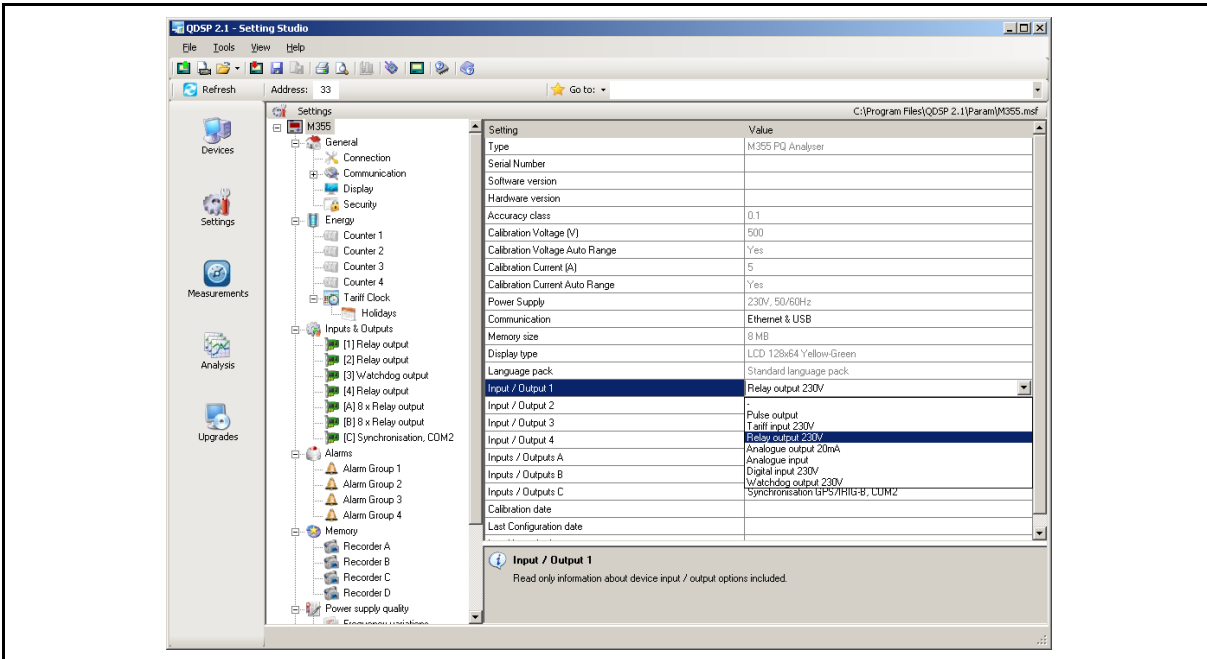 QDSP 2.1 - Setting Studio
File Tools View Help
Refresh Address: 33 Go to:
Settings C:\Program Files\QDSP 2.1\Param\M355.msf
Devices
Settings
Measurements
Analysis
Upgrades
M355
General
Connection
Communication
Display
Security
Energy
Counter 1
Counter 2
Counter 3
Counter 4
Tariff Clock
Holidays
Inputs & Outputs
[1] Relay output
[2] Relay output
[3] Watchdog output
[4] Relay output
[A] 8 x Relay output
[B] 8 x Relay output
[C] Synchronisation, COM2
Alarms
Alarm Group 1
Alarm Group 2
Alarm Group 3
Alarm Group 4
Memory
Recorder A
Recorder B
Recorder C
Recorder D
Power supply quality
Frequency variations
Setting Value
Type M355 PQ Analyser
Serial Number
Software version
Hardware version
Accuracy class 0.1
Calibration Voltage (V) 500
Calibration Voltage Auto Range Yes
Calibration Current (A) 5
Calibration Current Auto Range Yes
Power Supply 230V, 50/60Hz
Communication Ethernet & USB
Memory size 8 MB
Display type LCD 128x64 Yellow-Green
Language pack Standard language pack
Input / Output 1 Relay output 230V
Input / Output 2
Input / Output 3
Input / Output 4
Inputs / Outputs A
Inputs / Outputs B
Inputs / Outputs C Synchronisation GPS/IRIG-B, COM2
Calibration date
Last Configuration date
-
Pulse output
Tariff input 230V
Relay output 230V
Analogue output 20mA
Analogue input
Digital input 230V
Watchdog output 230V
Input / Output 1
Read only information about device input / output options included.